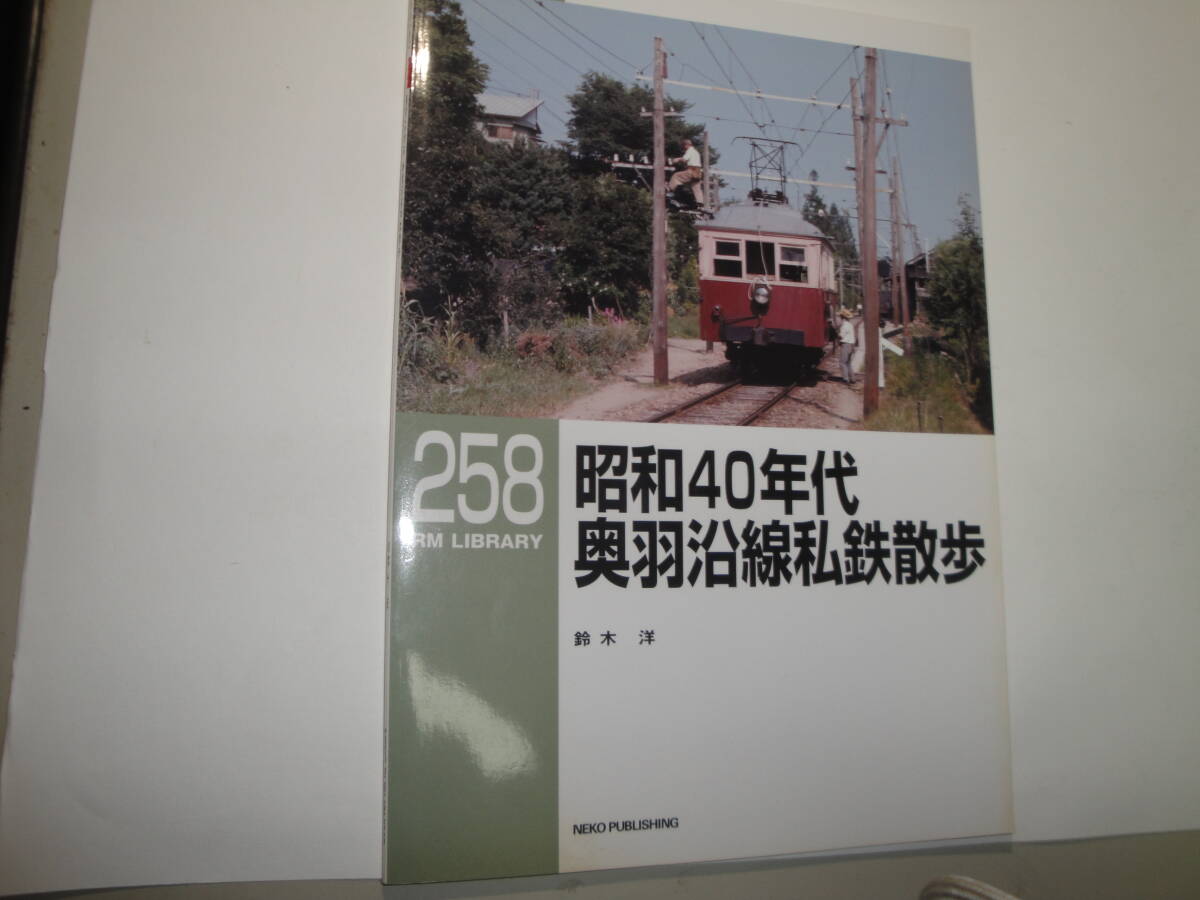 258
RM LIBRARY
昭和40年代
奥羽沿線私鉄散歩
鈴木 洋
NEKO PUBLISHING